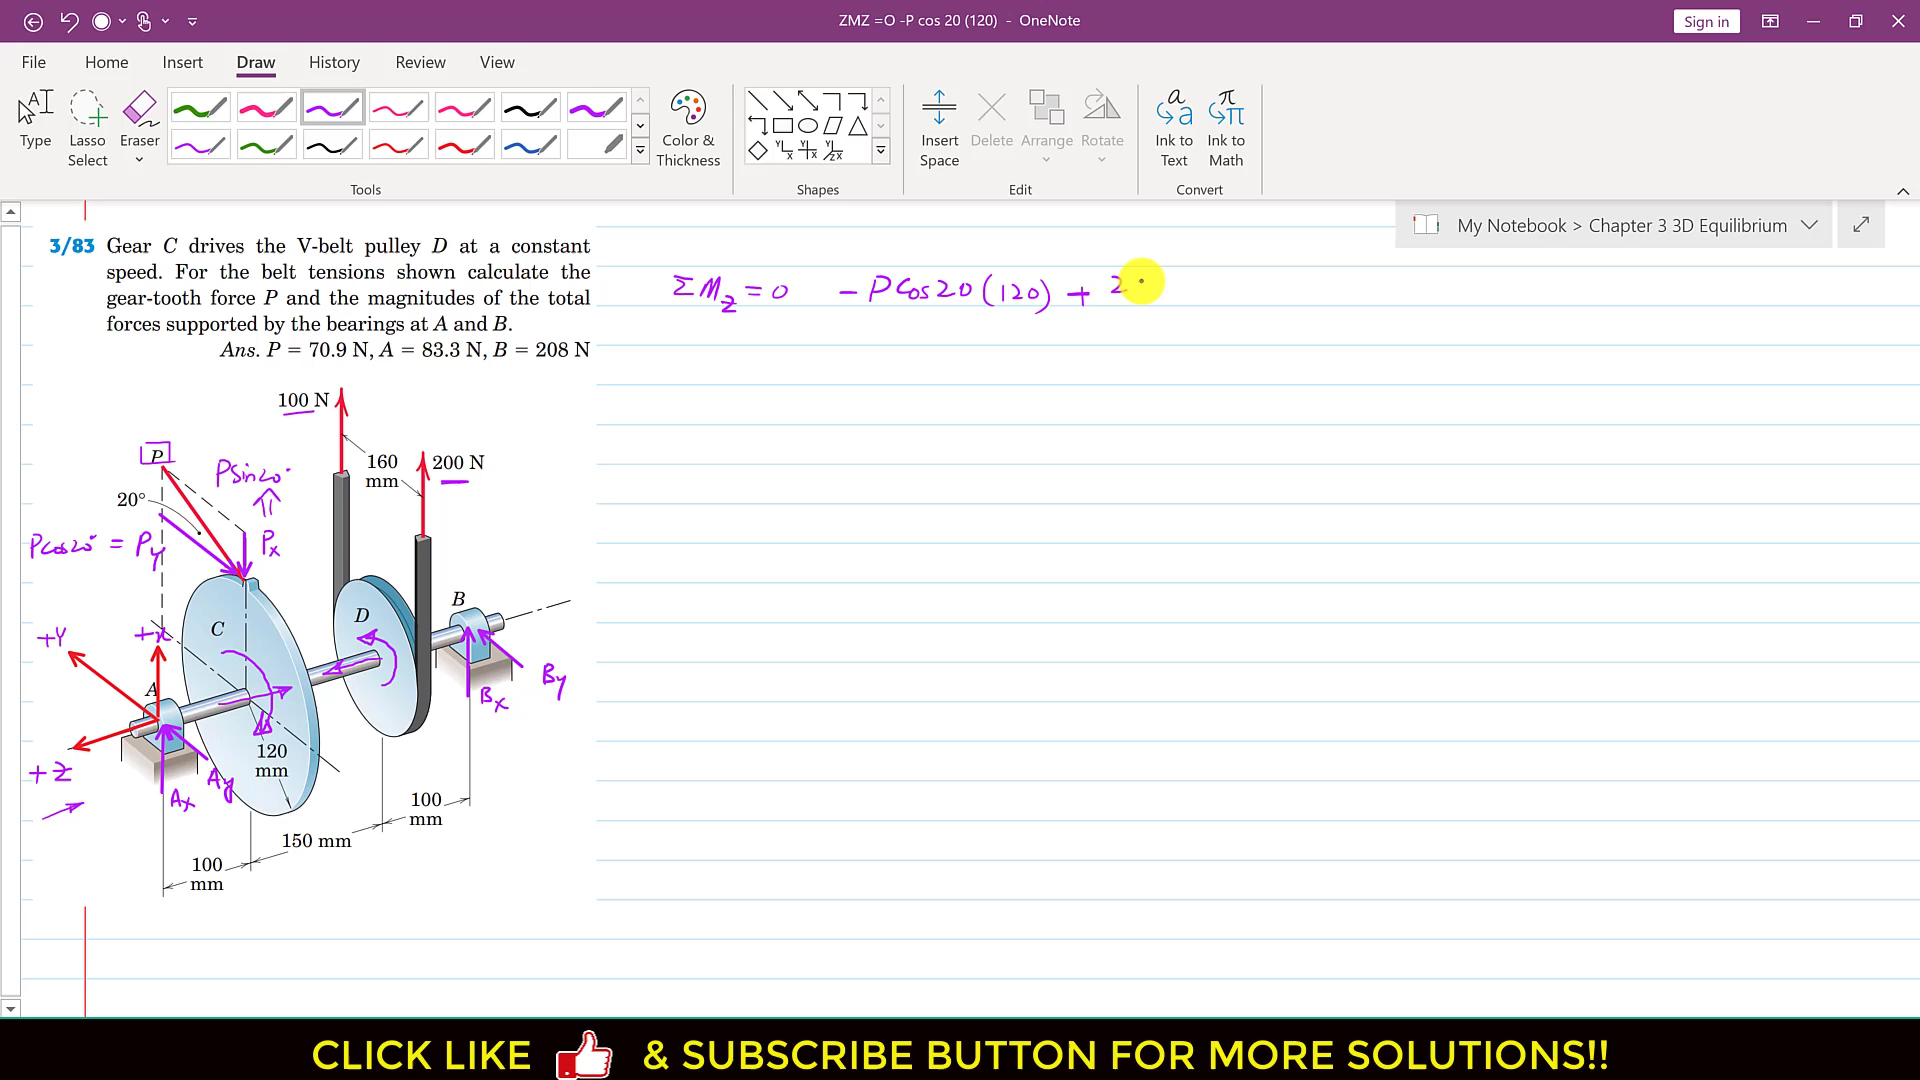 ZMZ =O -P cos 20 (120) - OneNote
Sign in
File Home Insert Draw History Review View
Type
Lasso Select
Eraser
Color & Thickness
Insert Space
Delete
Arrange
Rotate
Ink to Text
Ink to Math
Tools
Shapes
Edit
Convert
My Notebook > Chapter 3 3D Equilibrium
3/83 Gear C drives the V-belt pulley D at a constant
speed. For the belt tensions shown calculate the
gear-tooth force P and the magnitudes of the total
forces supported by the bearings at A and B.
Ans. P = 70.9 N, A = 83.3 N, B = 208 N
ΣMz = 0 - P Cos 20 (120) + 2
100 N
P
Psin20°
160 mm
200 N
20°
Pcos20° = Py
Px
B
D
C
+Y
+x
A
By
Bx
120 mm
+Z
Ay
Ax
100 mm
150 mm
100 mm
CLICK LIKE & SUBSCRIBE BUTTON FOR MORE SOLUTIONS!!